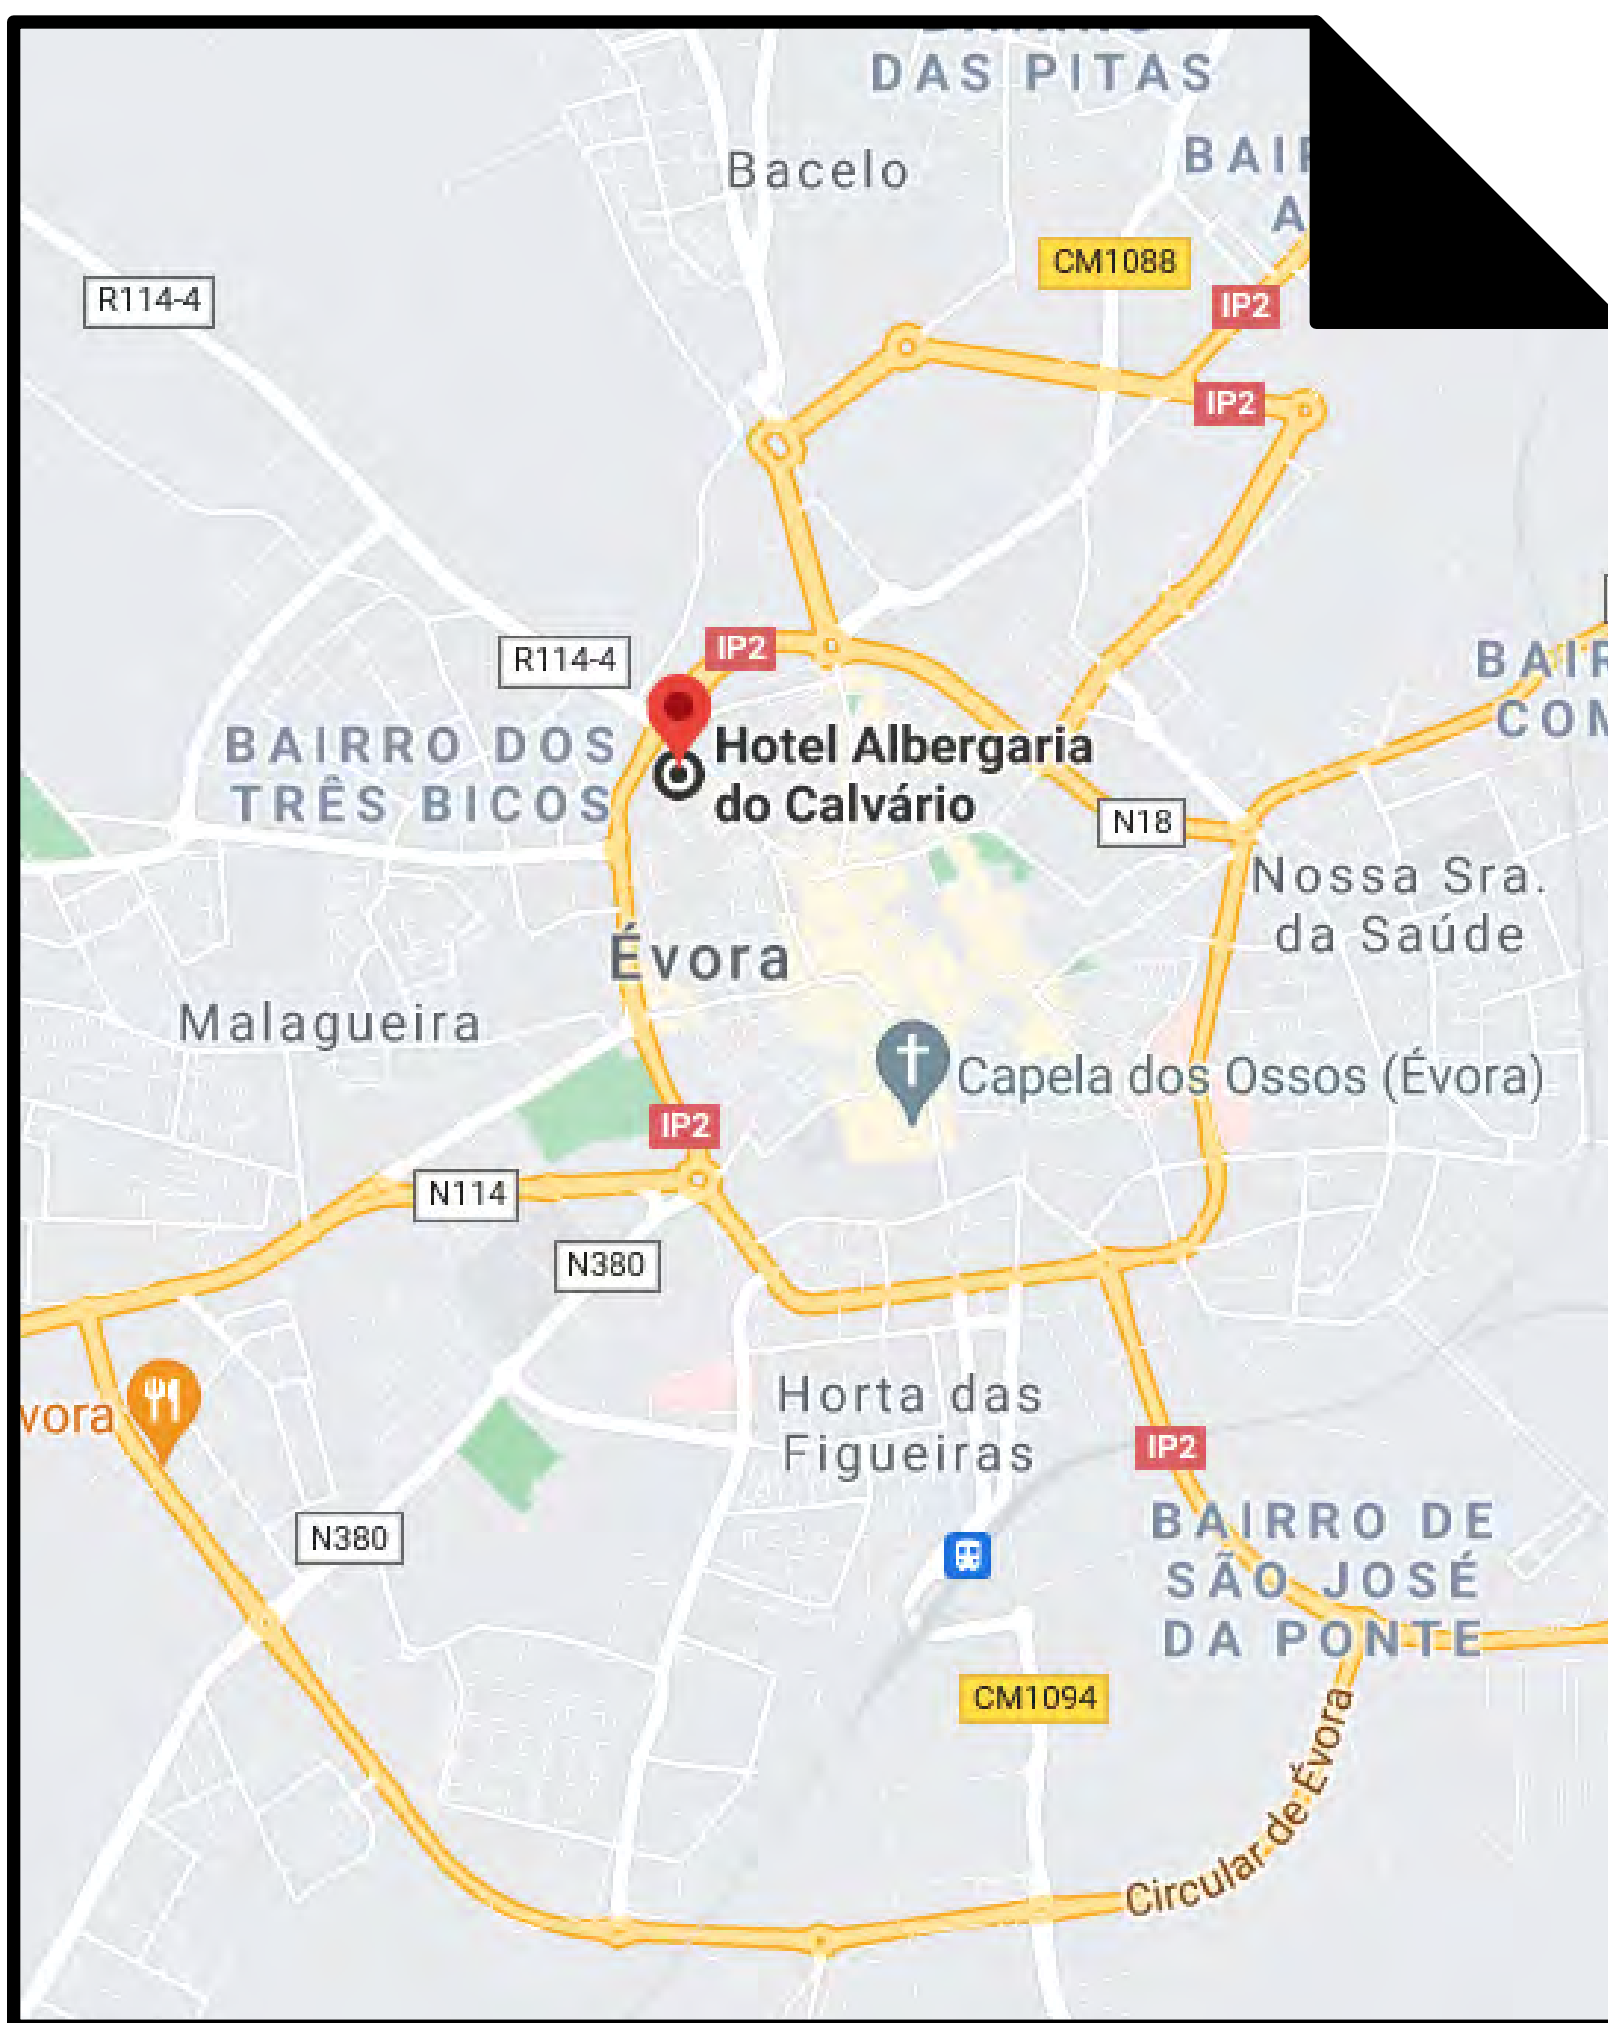 DAS PITAS
Bacelo
BAIR
A
CM1088
R114-4
IP2
IP2
IP2
R114-4
BAIR
COM
BAIRRO DOS
TRÊS BICOS
Hotel Albergaria
do Calvário
N18
Nossa Sra.
da Saúde
Évora
Malagueira
Capela dos Ossos (Évora)
IP2
N114
N380
vora
Horta das
Figueiras
IP2
BAIRRO DE
SÃO JOSÉ
DA PONTE
N380
CM1094
Circular de Évora